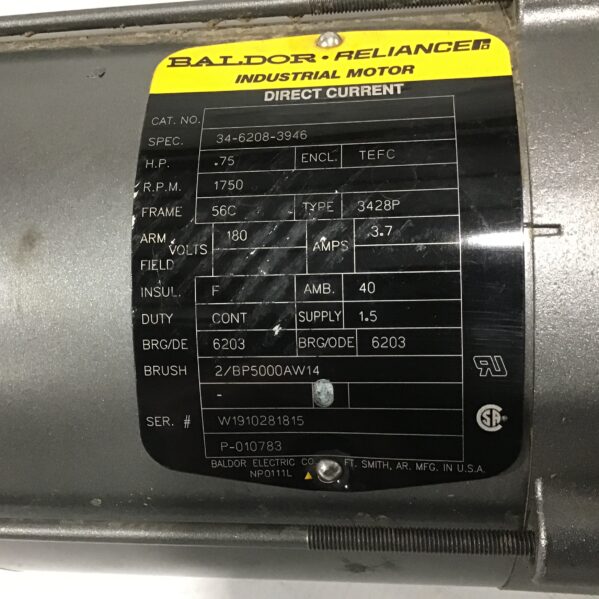 BALDOR • RELIANCE
INDUSTRIAL MOTOR
DIRECT CURRENT
CAT. NO.
SPEC. 34-6208-3946
H.P. .75 ENCL. TEFC
R.P.M. 1750
FRAME 56C TYPE 3428P
ARM. VOLTS 180 AMPS 3.7
FIELD
INSUL. F AMB. 40
DUTY CONT SUPPLY 1.5
BRG/DE 6203 BRG/ODE 6203
BRUSH 2/BP5000AW14
-
SER. # W1910281815
P-010783
BALDOR ELECTRIC CO. FT. SMITH, AR. MFG. IN U.S.A.
NP0111L